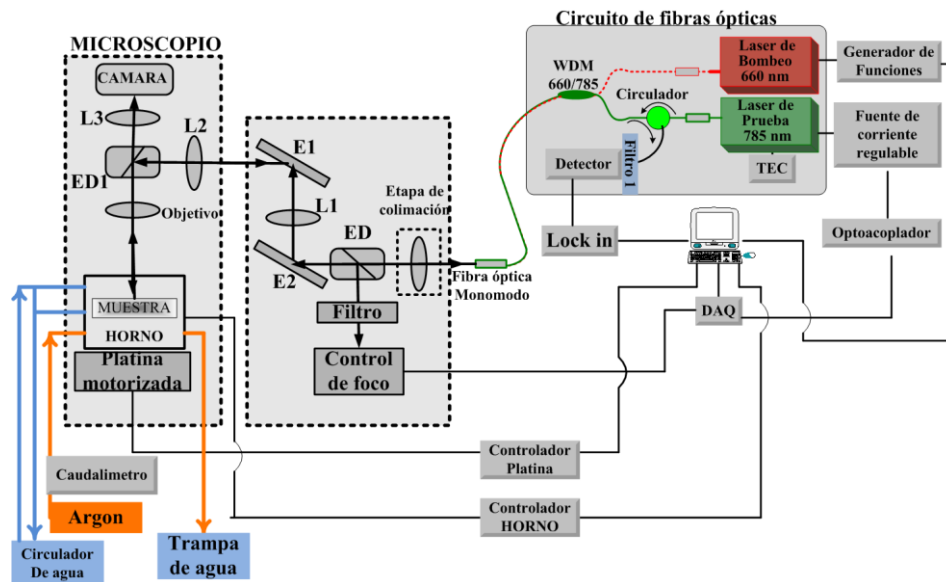 Circuito de fibras ópticas
MICROSCOPIO
CAMARA
L3
L2
ED1
Objetivo
MUESTRA
HORNO
Platina
motorizada
Caudalimetro
Argon
Circulador
De agua
Trampa
de agua
E1
L1
E2
ED
Etapa de
colimación
Filtro
Control
de foco
Fibra óptica
Monomodo
WDM
660/785
Circulador
Laser de
Bombeo
660 nm
Laser de
Prueba
785 nm
TEC
Filtro 1
Detector
Lock in
Generador de
Funciones
Fuente de
corriente
regulable
Optoacoplador
DAQ
Controlador
Platina
Controlador
HORNO